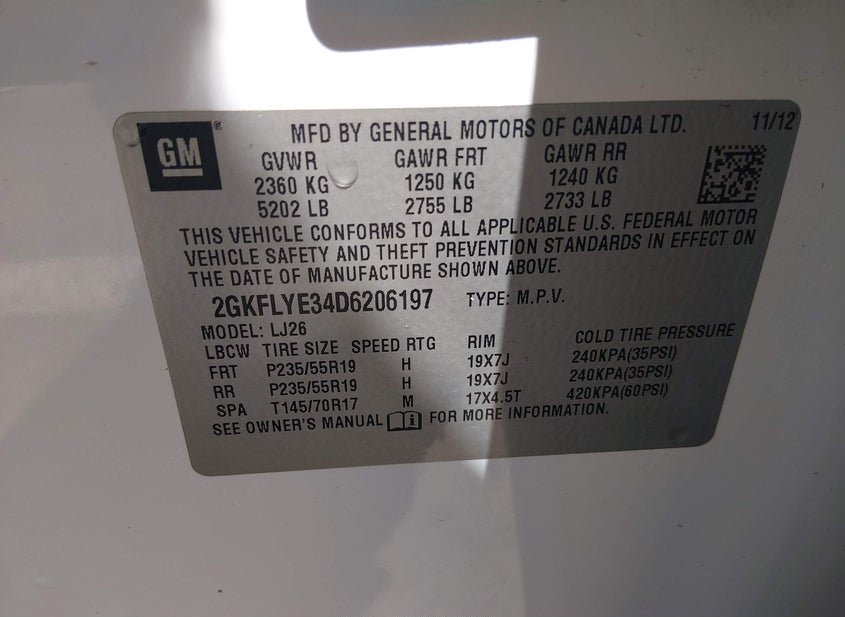 GM ®
MFD BY GENERAL MOTORS OF CANADA LTD. 11/12
GVWR GAWR FRT GAWR RR
2360 KG 1250 KG 1240 KG
5202 LB 2755 LB 2733 LB
THIS VEHICLE CONFORMS TO ALL APPLICABLE U.S. FEDERAL MOTOR
VEHICLE SAFETY AND THEFT PREVENTION STANDARDS IN EFFECT ON
THE DATE OF MANUFACTURE SHOWN ABOVE.
2GKFLYE34D6206197 TYPE: M.P.V.
MODEL: LJ26
LBCW TIRE SIZE SPEED RTG RIM COLD TIRE PRESSURE
FRT P235/55R19 H 19X7J 240KPA(35PSI)
RR P235/55R19 H 19X7J 240KPA(35PSI)
SPA T145/70R17 M 17X4.5T 420KPA(60PSI)
SEE OWNER'S MANUAL i FOR MORE INFORMATION.